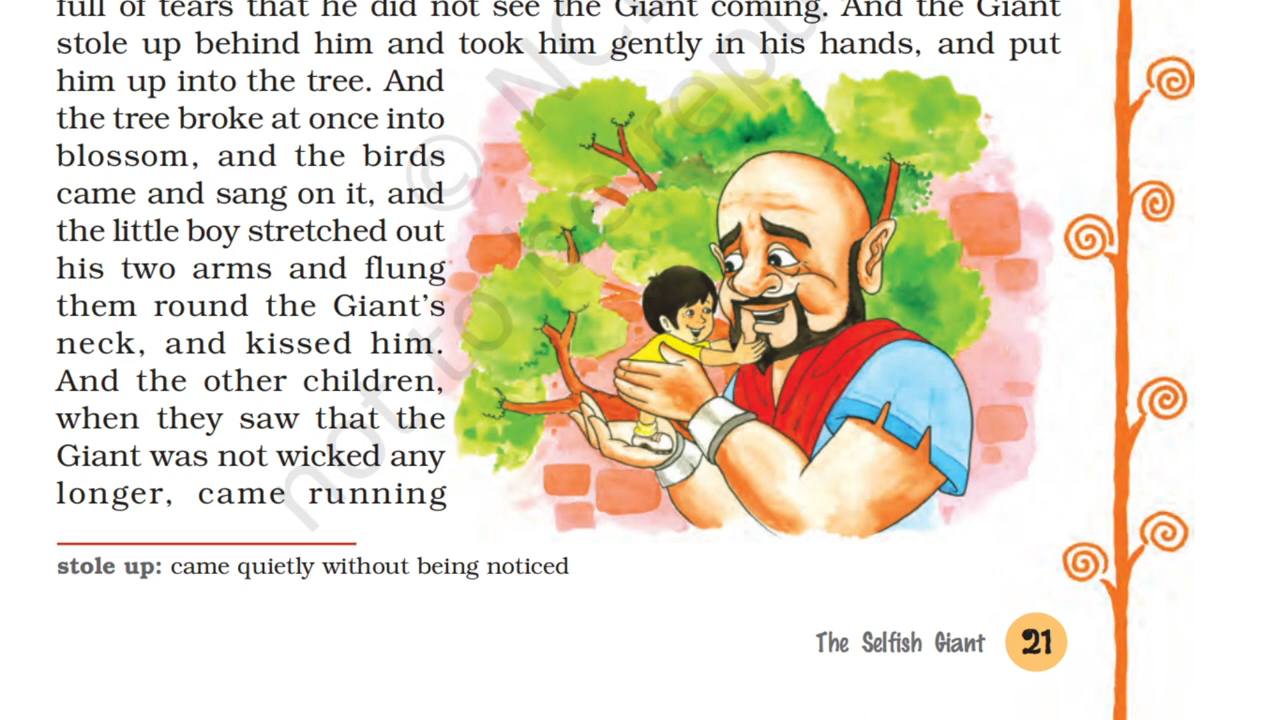 full of tears that he did not see the Giant coming. And the Giant
stole up behind him and took him gently in his hands, and put
him up into the tree. And
the tree broke at once into
blossom, and the birds
came and sang on it, and
the little boy stretched out
his two arms and flung
them round the Giant's
neck, and kissed him.
And the other children,
when they saw that the
Giant was not wicked any
longer, came running
stole up: came quietly without being noticed
The Selfish Giant 21
© NC
not to be rep